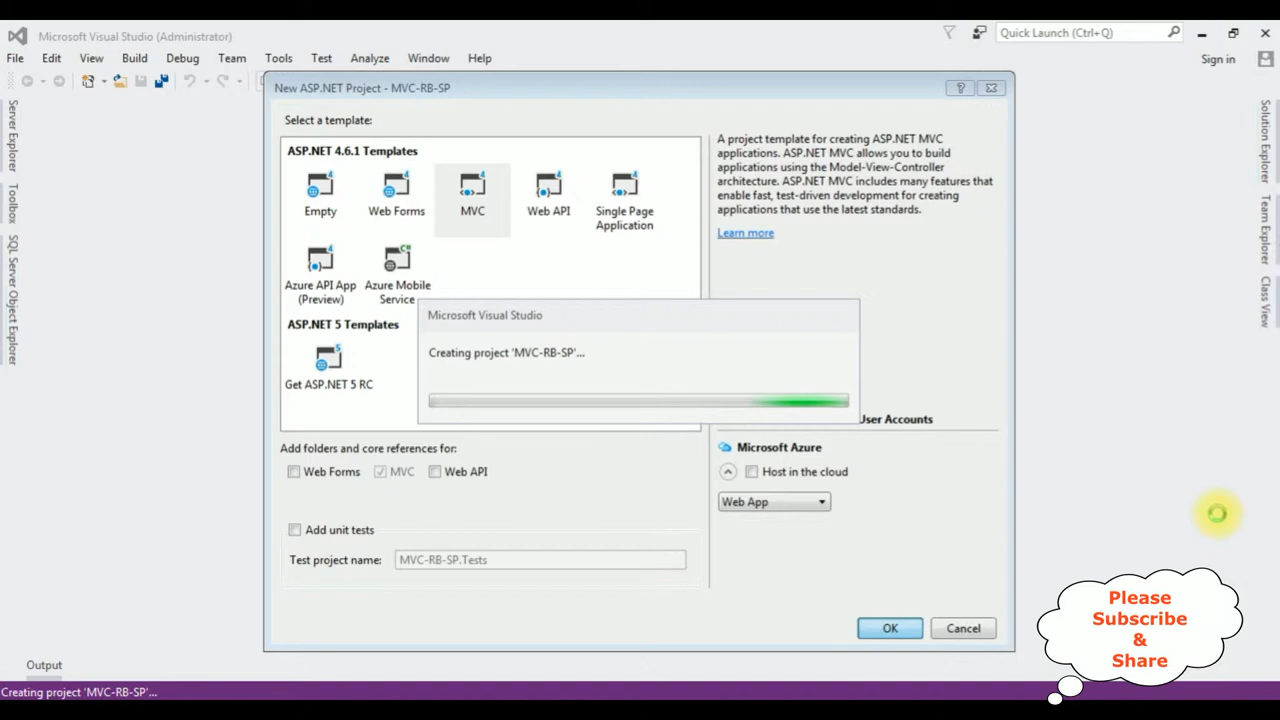 Microsoft Visual Studio (Administrator)
Quick Launch (Ctrl+Q)
File Edit View Build Debug Team Tools Test Analyze Window Help
Sign in
Server Explorer
Toolbox
SQL Server Object Explorer
Solution Explorer
Team Explorer
Class View
New ASP.NET Project - MVC-RB-SP
Select a template:
ASP.NET 4.6.1 Templates
Empty
Web Forms
MVC
Web API
Single Page
Application
Azure API App
(Preview)
Azure Mobile
Service
ASP.NET 5 Templates
Get ASP.NET 5 RC
A project template for creating ASP.NET MVC
applications. ASP.NET MVC allows you to build
applications using the Model-View-Controller
architecture. ASP.NET MVC includes many features that
enable fast, test-driven development for creating
applications that use the latest standards.
Learn more
Microsoft Visual Studio
Creating project 'MVC-RB-SP'...
User Accounts
Add folders and core references for:
Web Forms MVC Web API
Microsoft Azure
Host in the cloud
Web App
Add unit tests
Test project name: MVC-RB-SP.Tests
OK Cancel
Please
Subscribe
&
Share
Output
Creating project 'MVC-RB-SP'...